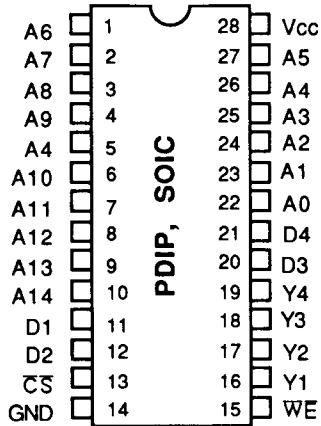 A6 1 28 Vcc
A7 2 27 A5
A8 3 26 A4
A9 4 25 A3
A4 5 24 A2
A10 6 23 A1
A11 7 22 A0
A12 8 21 D4
A13 9 20 D3
A14 10 19 Y4
D1 11 18 Y3
D2 12 17 Y2
C̅S̅ 13 16 Y1
GND 14 15 W̅E̅
PDIP, SOIC